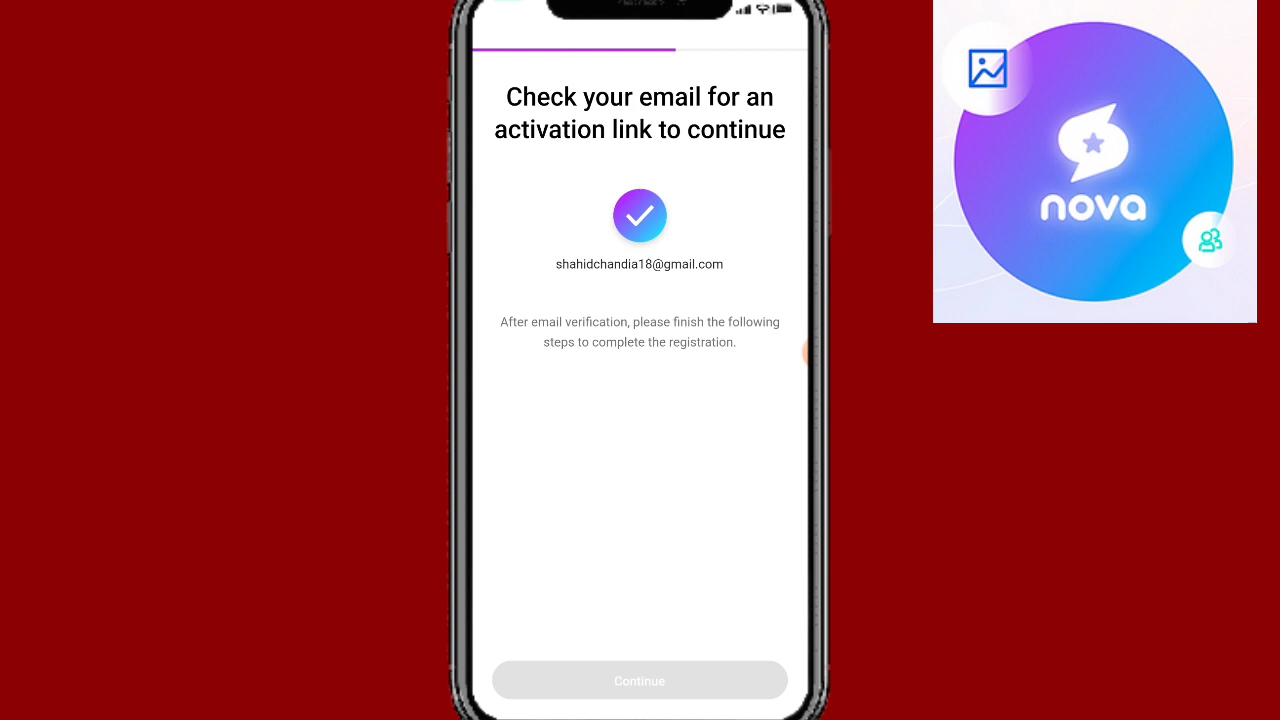 Check your email for an
activation link to continue
shahidchandia18@gmail.com
After email verification, please finish the following
steps to complete the registration.
Continue
nova